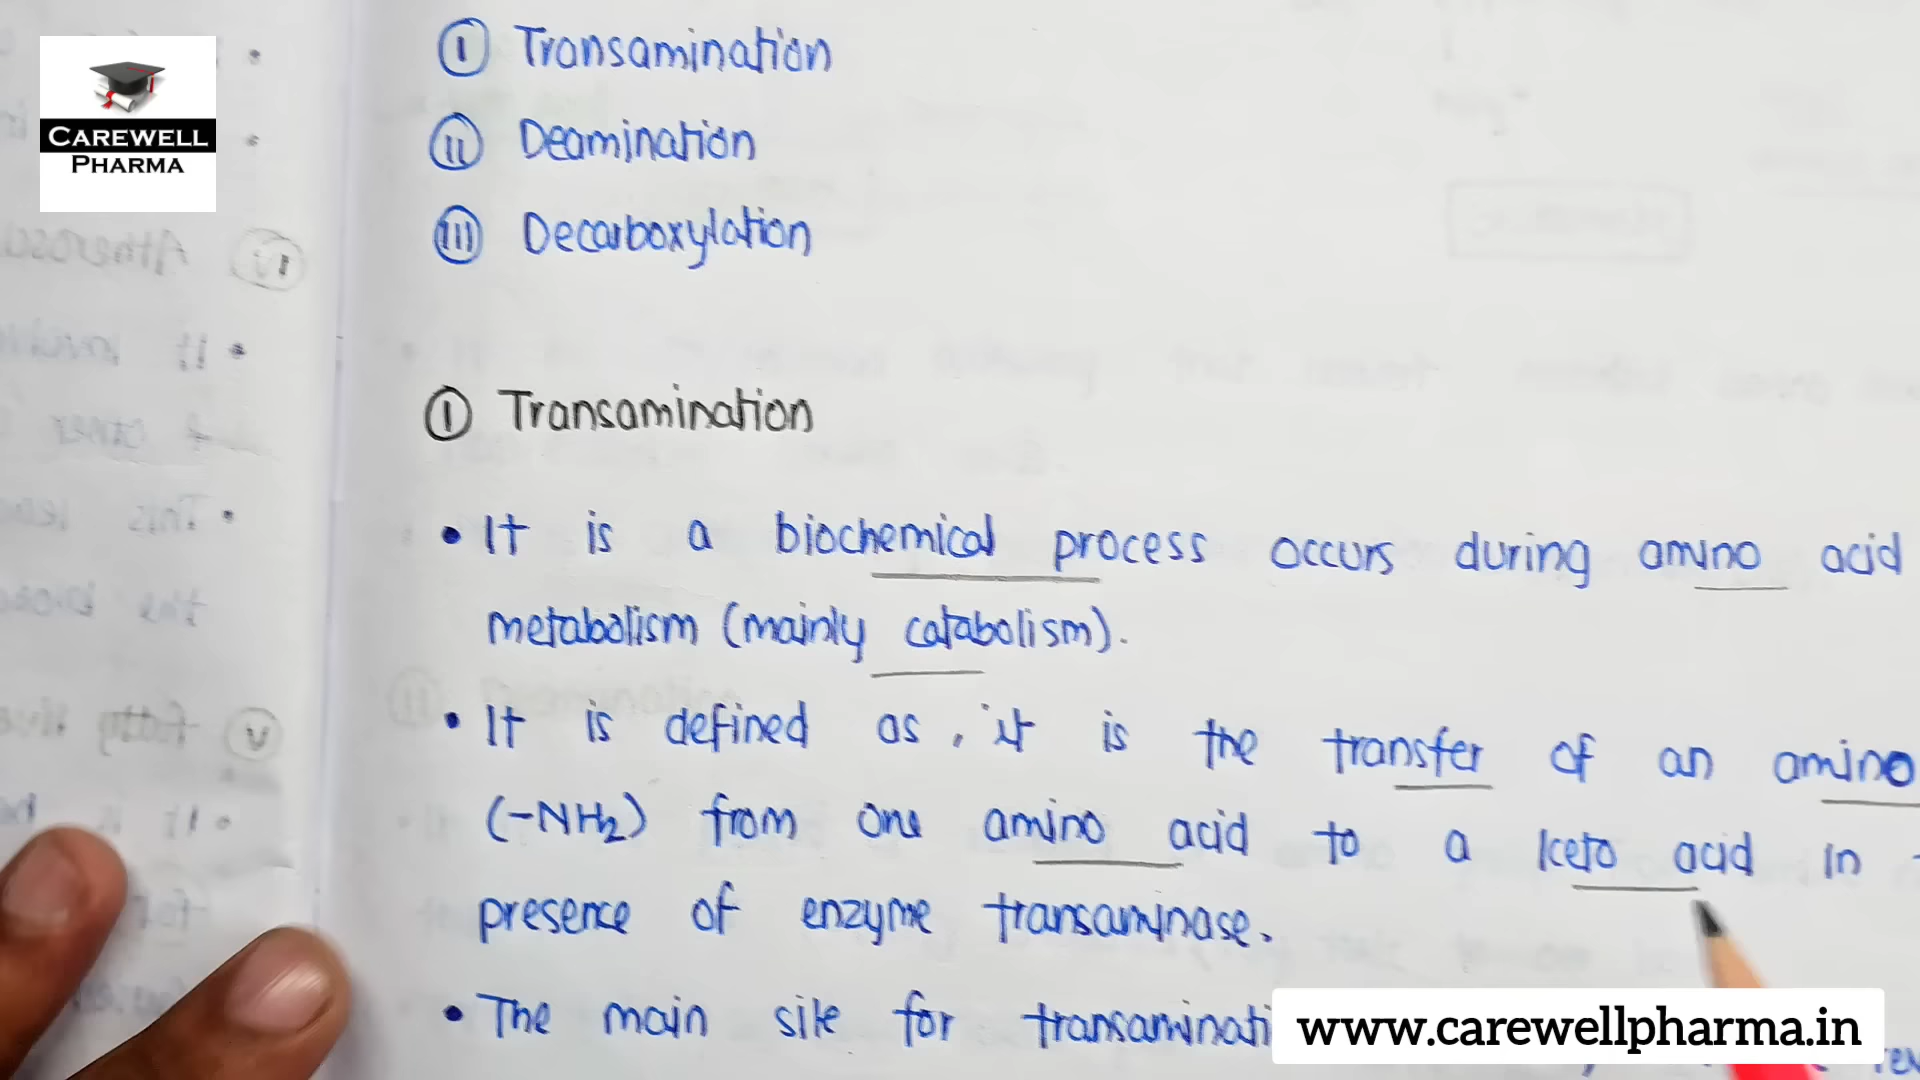 CAREWELL
PHARMA
I Transamination
II Deamination
III Decarboxylation
I Transamination
• It is a biochemical process occurs during amino acid
metabolism (mainly catabolism).
• It is defined as, it is the transfer of an amino
(-NH2) from one amino acid to a keto acid in
presence of enzyme transaminase.
• The main site for
www.carewellpharma.in